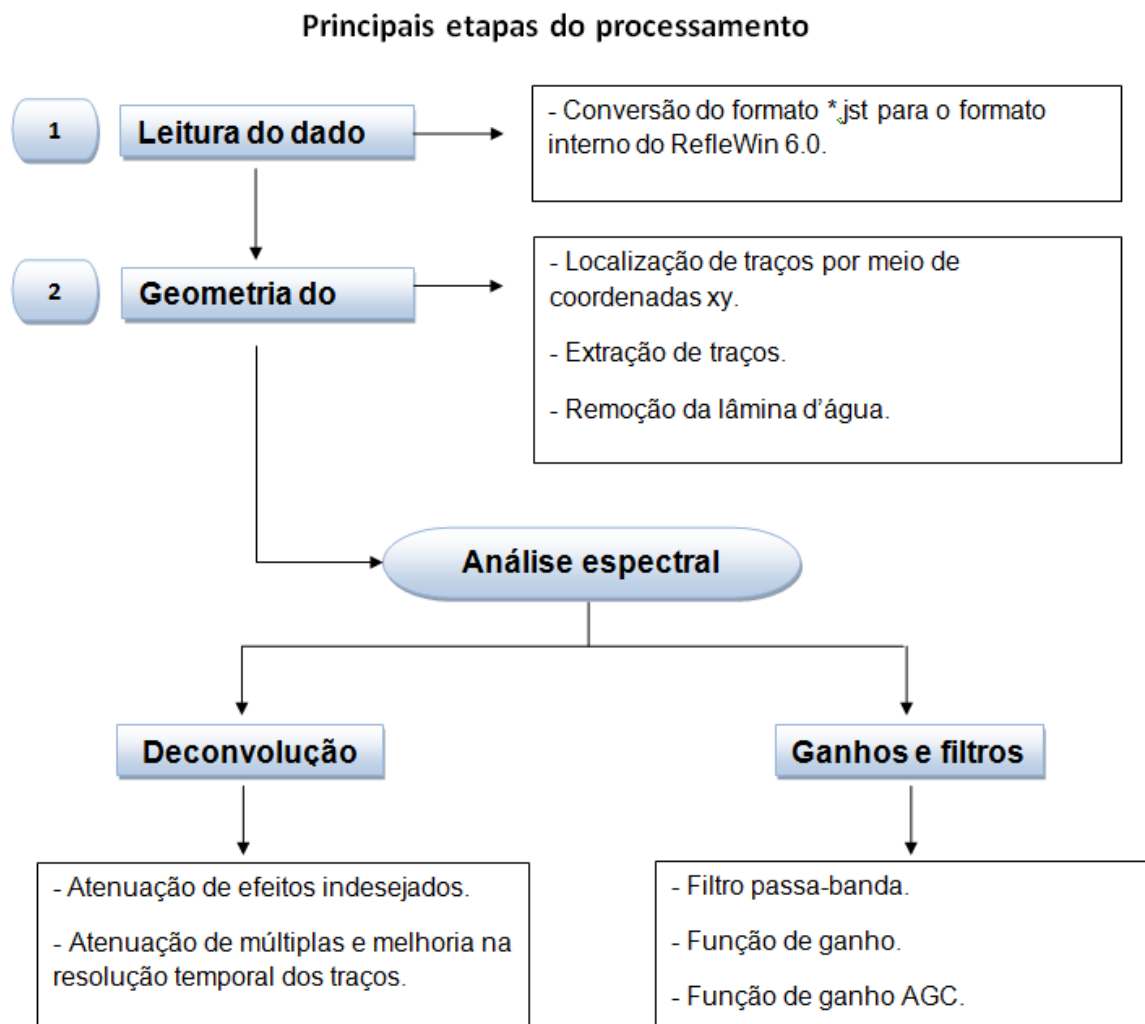 Principais etapas do processamento
1
Leitura do dado
- Conversão do formato *.jst para o formato
interno do RefleWin 6.0.
2
Geometria do
- Localização de traços por meio de
coordenadas xy.
- Extração de traços.
- Remoção da lâmina d’água.
Análise espectral
Deconvolução
Ganhos e filtros
- Atenuação de efeitos indesejados.
- Atenuação de múltiplas e melhoria na
resolução temporal dos traços.
- Filtro passa-banda.
- Função de ganho.
- Função de ganho AGC.